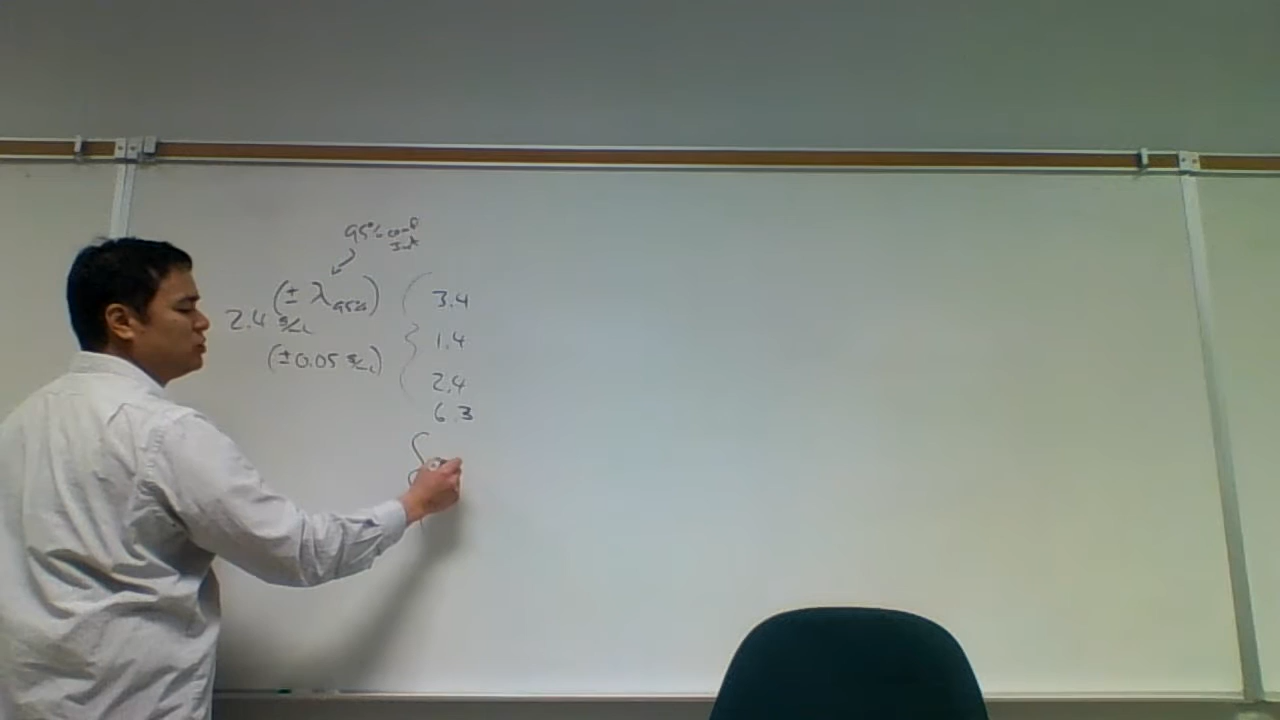 95% conf
Int
(± λ95%)
2.4 g/L
(±0.05 g/L)
3.4
1.4
2.4
6.3